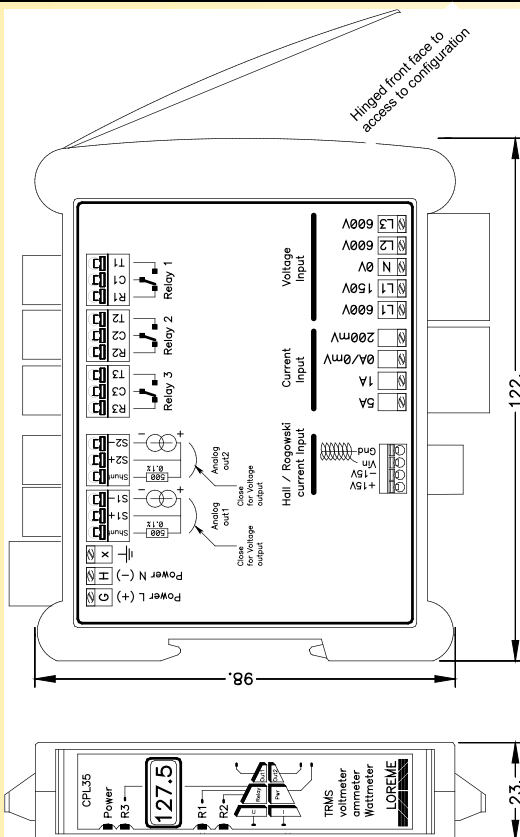 Hinged front face to
access to configuration
T1
C1
R1
Relay 1
T2
C2
R2
Relay 2
T3
C3
R3
Relay 3
S2-
S2+
Shunt
500
0.1%
- +
Analog
out2
Close
for Voltage
output
S1-
S1+
Shunt
500
0.1%
- +
Analog
out1
Close
for Voltage
output
x
H
Power N (-)
G
Power L (+)
Voltage
Input
600V L3
600V L2
0V N
150V L1
600V L1
Current
Input
200mV
0A/0mV
1A
5A
Hall / Rogowski
current Input
Gnd
Vin
-15V
+15V
122.
98.
CPL35
Power
R3
127.5
R1
R2
Relay
Out1
Out2
Pwr
U
I
TRMS
voltmeter
ammeter
Wattmeter
LOREME
23.